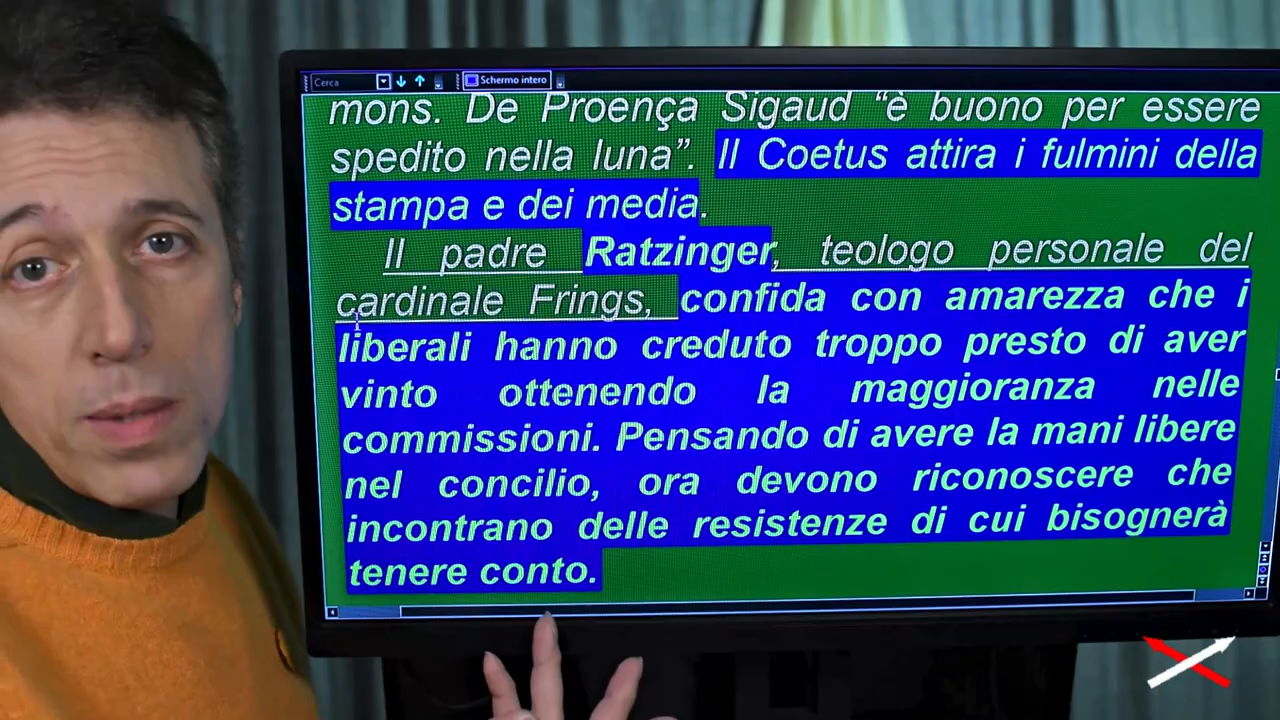 Cerca
Schermo intero
mons. De Proença Sigaud “è buono per essere
spedito nella luna”. Il Coetus attira i fulmini della
stampa e dei media.
Il padre Ratzinger, teologo personale del
cardinale Frings, confida con amarezza che i
liberali hanno creduto troppo presto di aver
vinto ottenendo la maggioranza nelle
commissioni. Pensando di avere la mani libere
nel concilio, ora devono riconoscere che
incontrano delle resistenze di cui bisognerà
tenere conto.